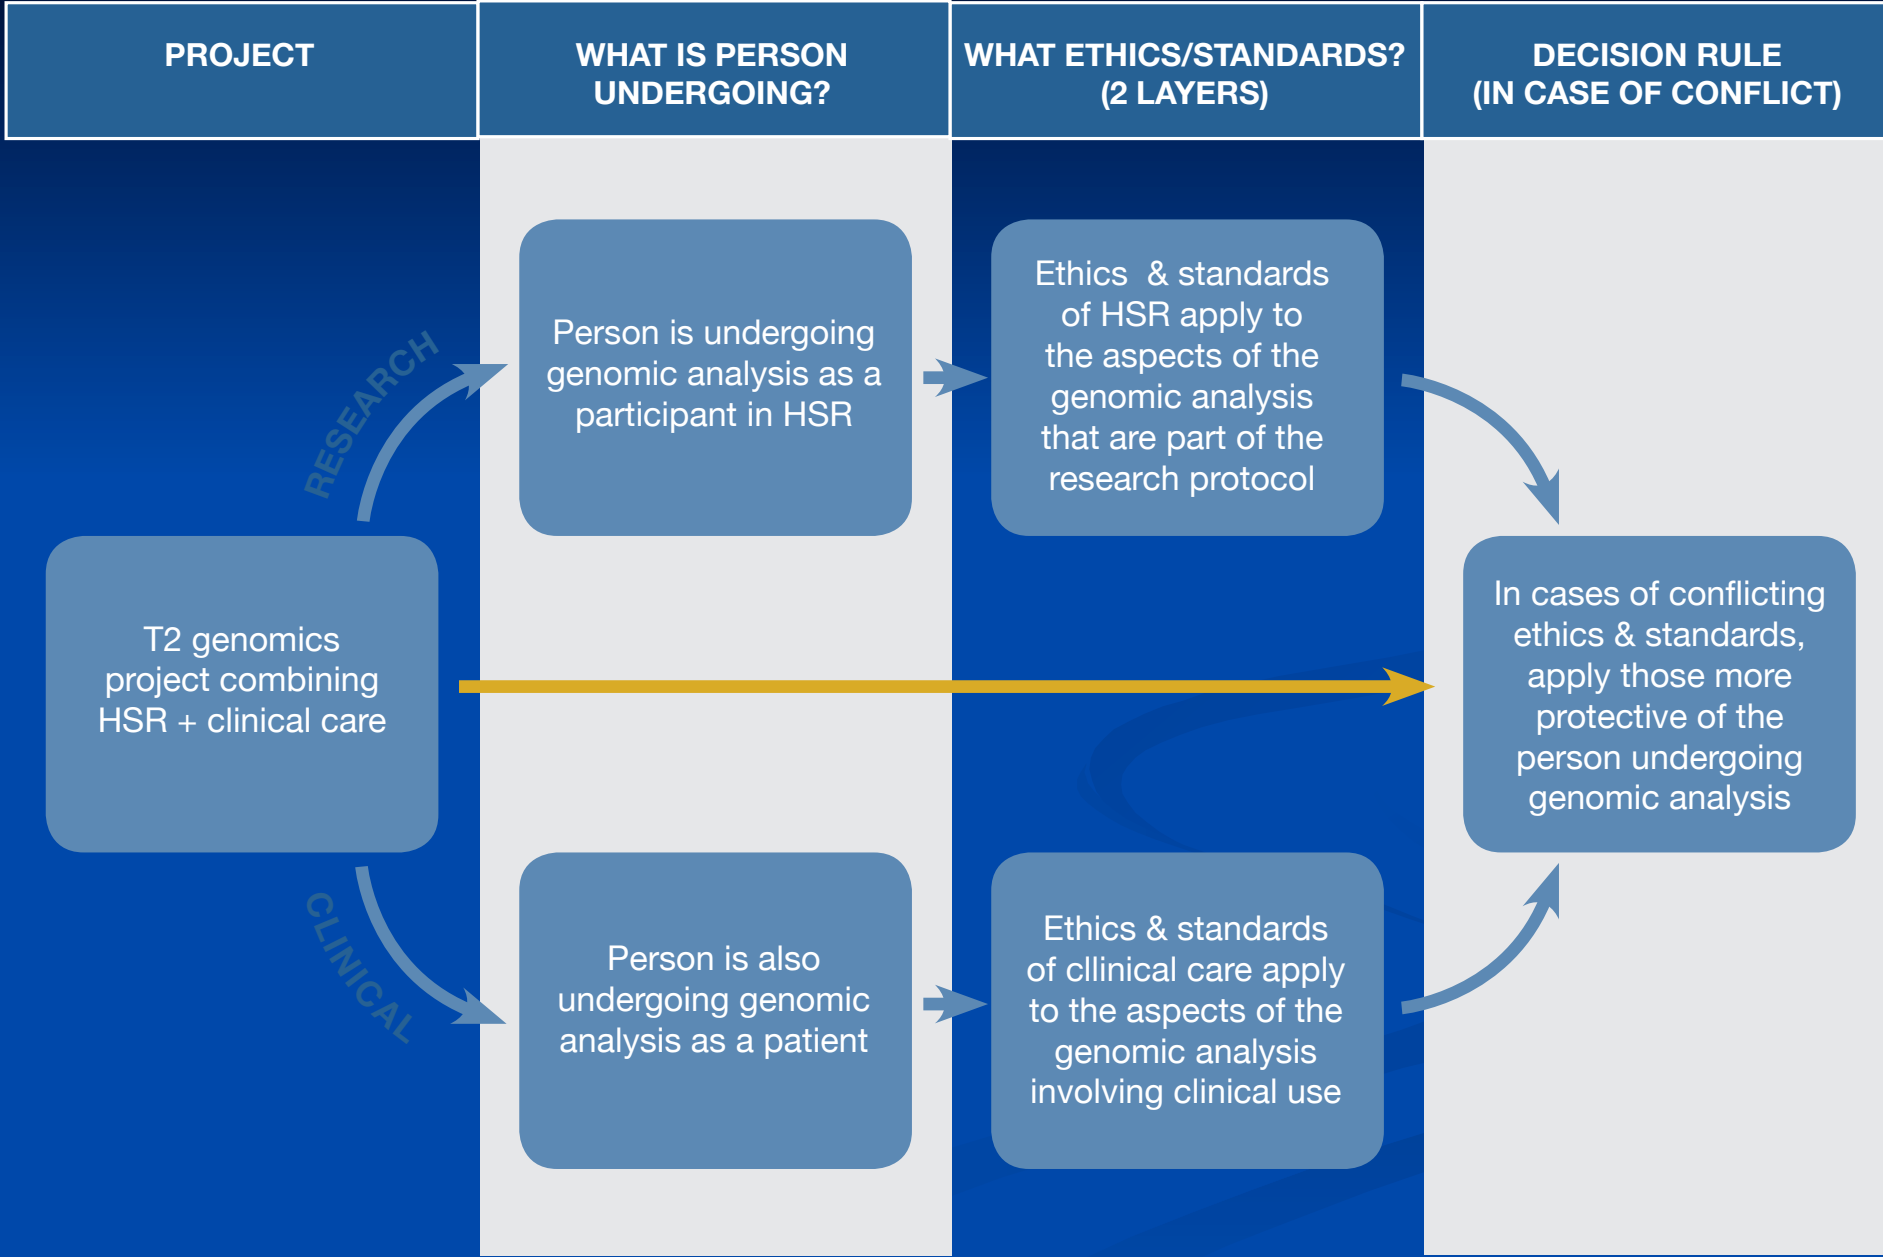 PROJECT
WHAT IS PERSON
UNDERGOING?
WHAT ETHICS/STANDARDS?
(2 LAYERS)
DECISION RULE
(IN CASE OF CONFLICT)
RESEARCH
CLINICAL
T2 genomics
project combining
HSR + clinical care
Person is undergoing
genomic analysis as a
participant in HSR
Ethics & standards
of HSR apply to
the aspects of the
genomic analysis
that are part of the
research protocol
Person is also
undergoing genomic
analysis as a patient
Ethics & standards
of cllinical care apply
to the aspects of the
genomic analysis
involving clinical use
In cases of conflicting
ethics & standards,
apply those more
protective of the
person undergoing
genomic analysis